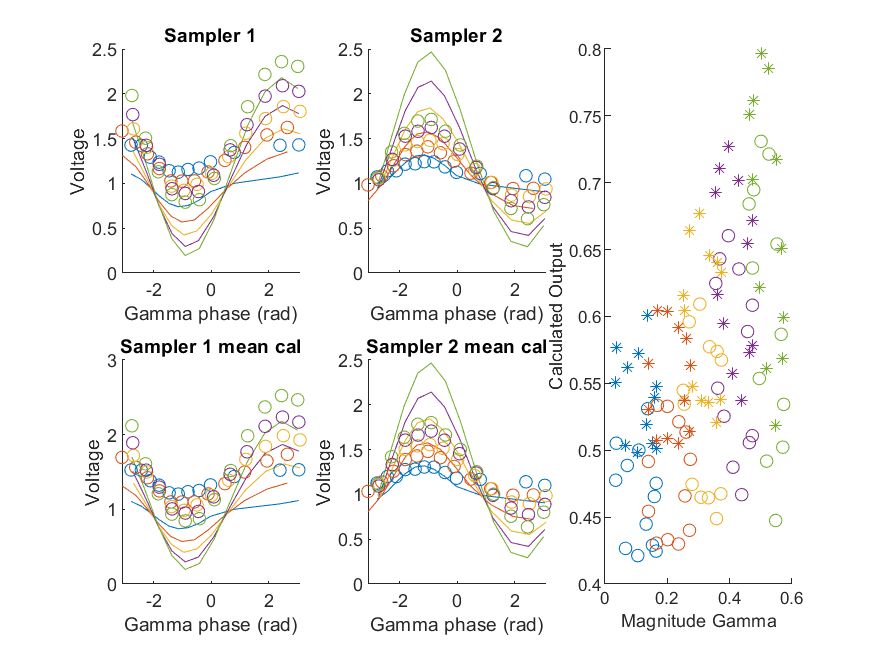 Sampler 1
2.5
2
1.5
1
0.5
0
Voltage
-2 0 2
Gamma phase (rad)
Sampler 2
2.5
2
1.5
1
0.5
0
Voltage
-2 0 2
Gamma phase (rad)
Sampler 1 mean cal
3
2
1
0
Voltage
-2 0 2
Gamma phase (rad)
Sampler 2 mean cal
2.5
2
1.5
1
0.5
0
Voltage
-2 0 2
Gamma phase (rad)
0.8
0.75
0.7
0.65
0.6
0.55
0.5
0.45
0.4
Calculated Output
0 0.2 0.4 0.6
Magnitude Gamma